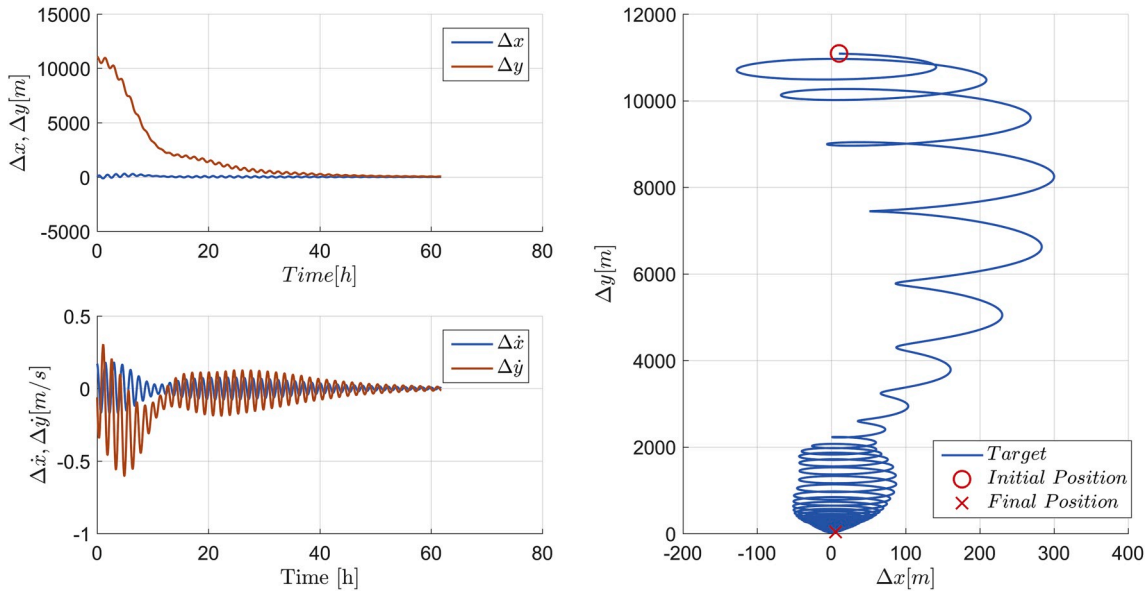 15000
10000
5000
0
-5000
0
20
40
60
80
Δx, Δy[m]
Time[h]
Δx
Δy
0.5
0
-0.5
-1
0
20
40
60
80
Δẋ, Δẏ[m/s]
Time [h]
Δẋ
Δẏ
12000
10000
8000
6000
4000
2000
0
-200
-100
0
100
200
300
400
Δy[m]
Δx[m]
Target
Initial Position
Final Position